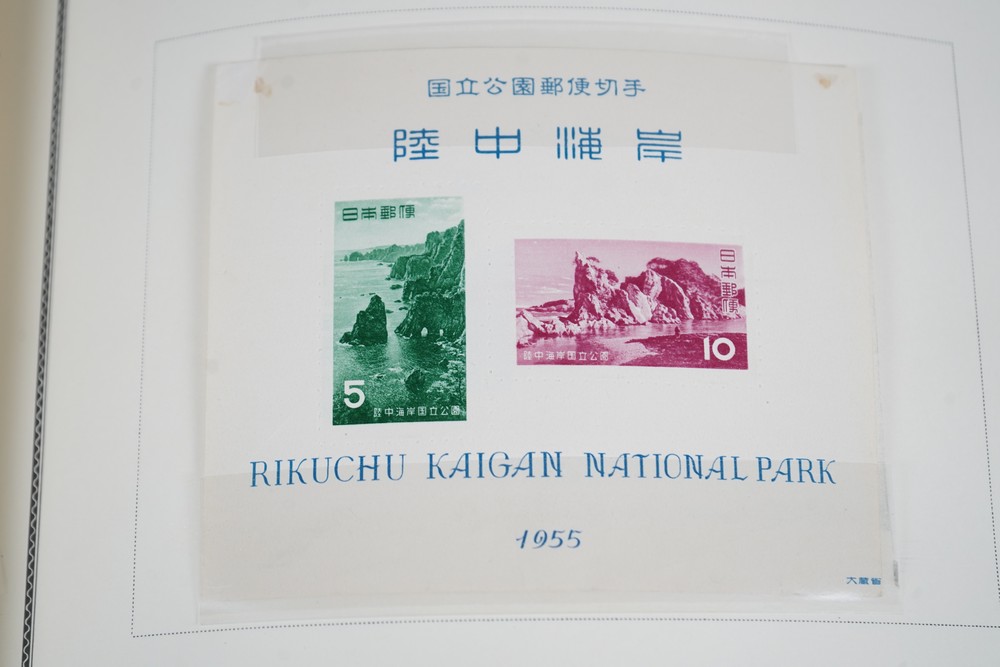 国立公園郵便切手
陸中海岸
日本郵便
5
陸中海岸国立公園
日本郵便
10
陸中海岸国立公園
RIKUCHU KAIGAN NATIONAL PARK
1955
大蔵省